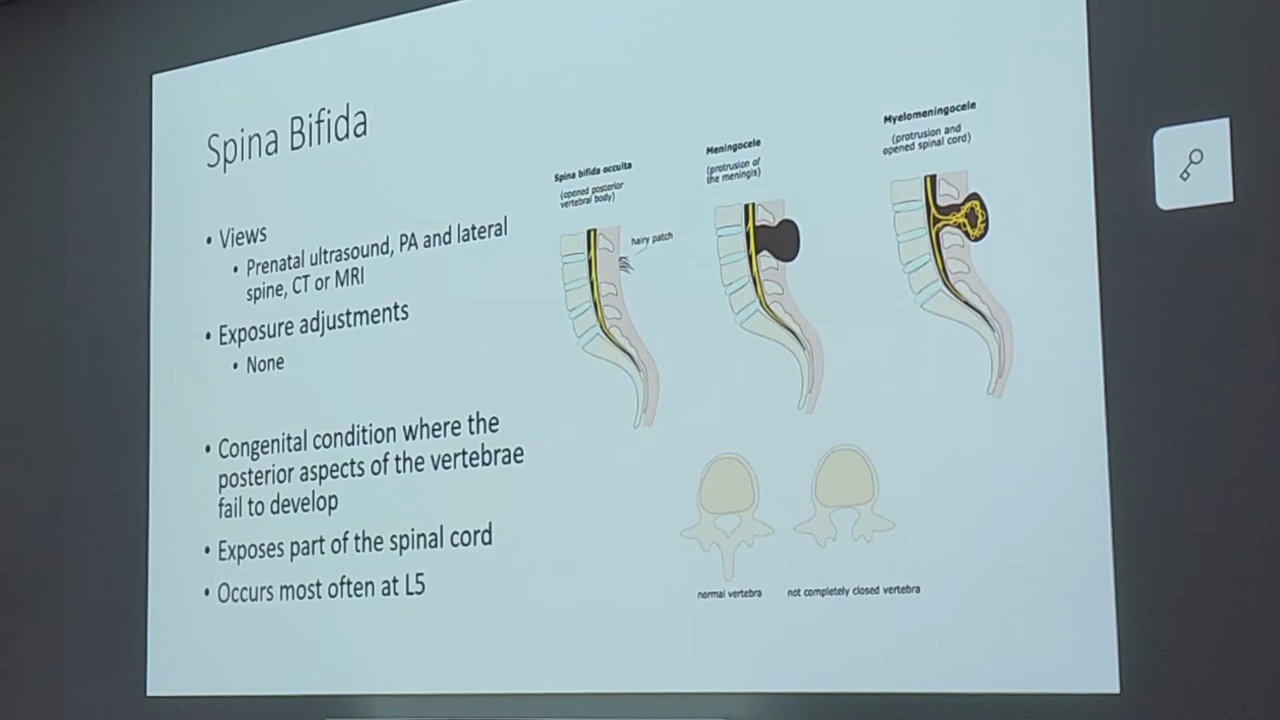 Spina Bifida
• Views
• Prenatal ultrasound, PA and lateral
spine, CT or MRI
• Exposure adjustments
• None
• Congenital condition where the
posterior aspects of the vertebrae
fail to develop
• Exposes part of the spinal cord
• Occurs most often at L5
Spina bifida occulta
(opened posterior
vertebral body)
hairy patch
Meningocele
(protrusion of
the meningis)
Myelomeningocele
(protrusion and
opened spinal cord)
normal vertebra
not completely closed vertebra